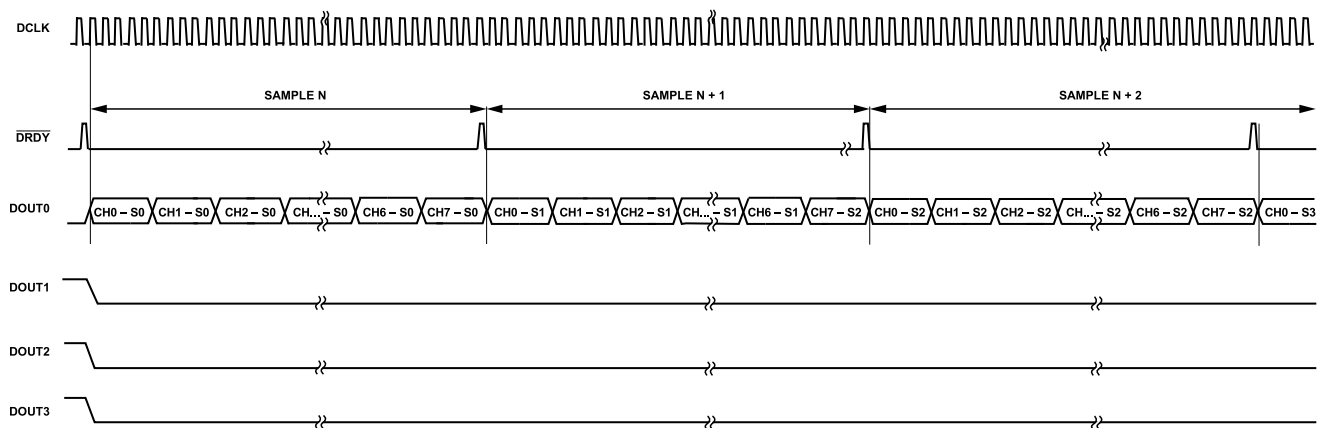 DCLK
SAMPLE N
SAMPLE N + 1
SAMPLE N + 2
DRDY
DOUT0
CH0 – S0
CH1 – S0
CH2 – S0
CH... – S0
CH6 – S0
CH7 – S0
CH0 – S1
CH1 – S1
CH2 – S1
CH... – S1
CH6 – S1
CH7 – S2
CH0 – S2
CH1 – S2
CH2 – S2
CH... – S2
CH6 – S2
CH7 – S2
CH0 – S3
DOUT1
DOUT2
DOUT3